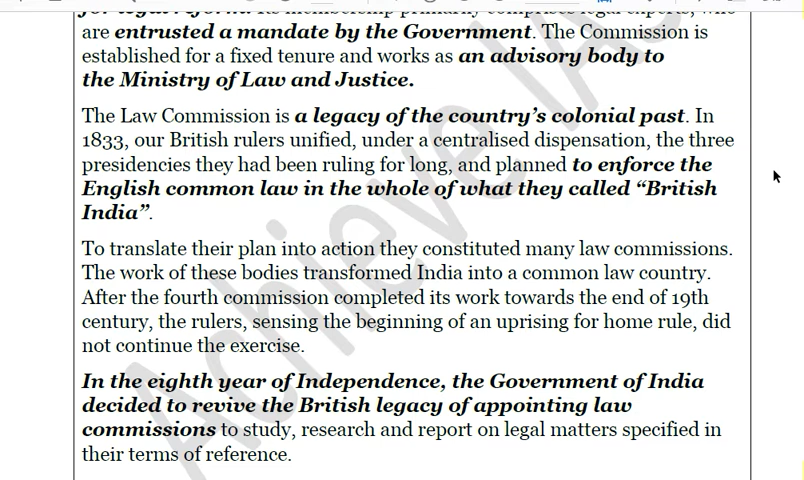 are entrusted a mandate by the Government. The Commission is
established for a fixed tenure and works as an advisory body to
the Ministry of Law and Justice.
The Law Commission is a legacy of the country's colonial past. In
1833, our British rulers unified, under a centralised dispensation, the three
presidencies they had been ruling for long, and planned to enforce the
English common law in the whole of what they called "British
India".
To translate their plan into action they constituted many law commissions.
The work of these bodies transformed India into a common law country.
After the fourth commission completed its work towards the end of 19th
century, the rulers, sensing the beginning of an uprising for home rule, did
not continue the exercise.
In the eighth year of Independence, the Government of India
decided to revive the British legacy of appointing law
commissions to study, research and report on legal matters specified in
their terms of reference.
Achieve IAS